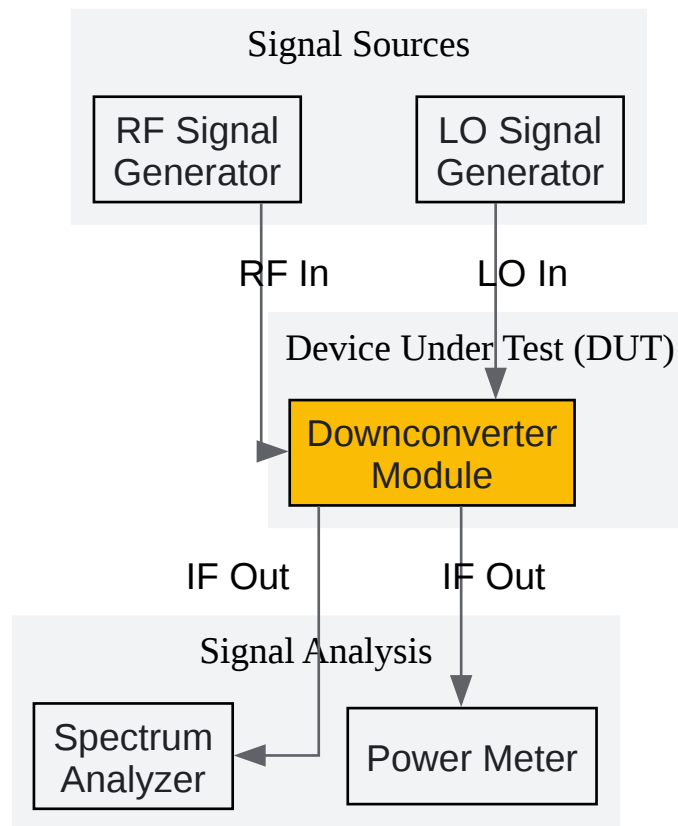 Signal Sources
RF Signal
Generator
LO Signal
Generator
RF In
LO In
Device Under Test (DUT)
Downconverter
Module
IF Out
IF Out
Signal Analysis
Spectrum
Analyzer
Power Meter